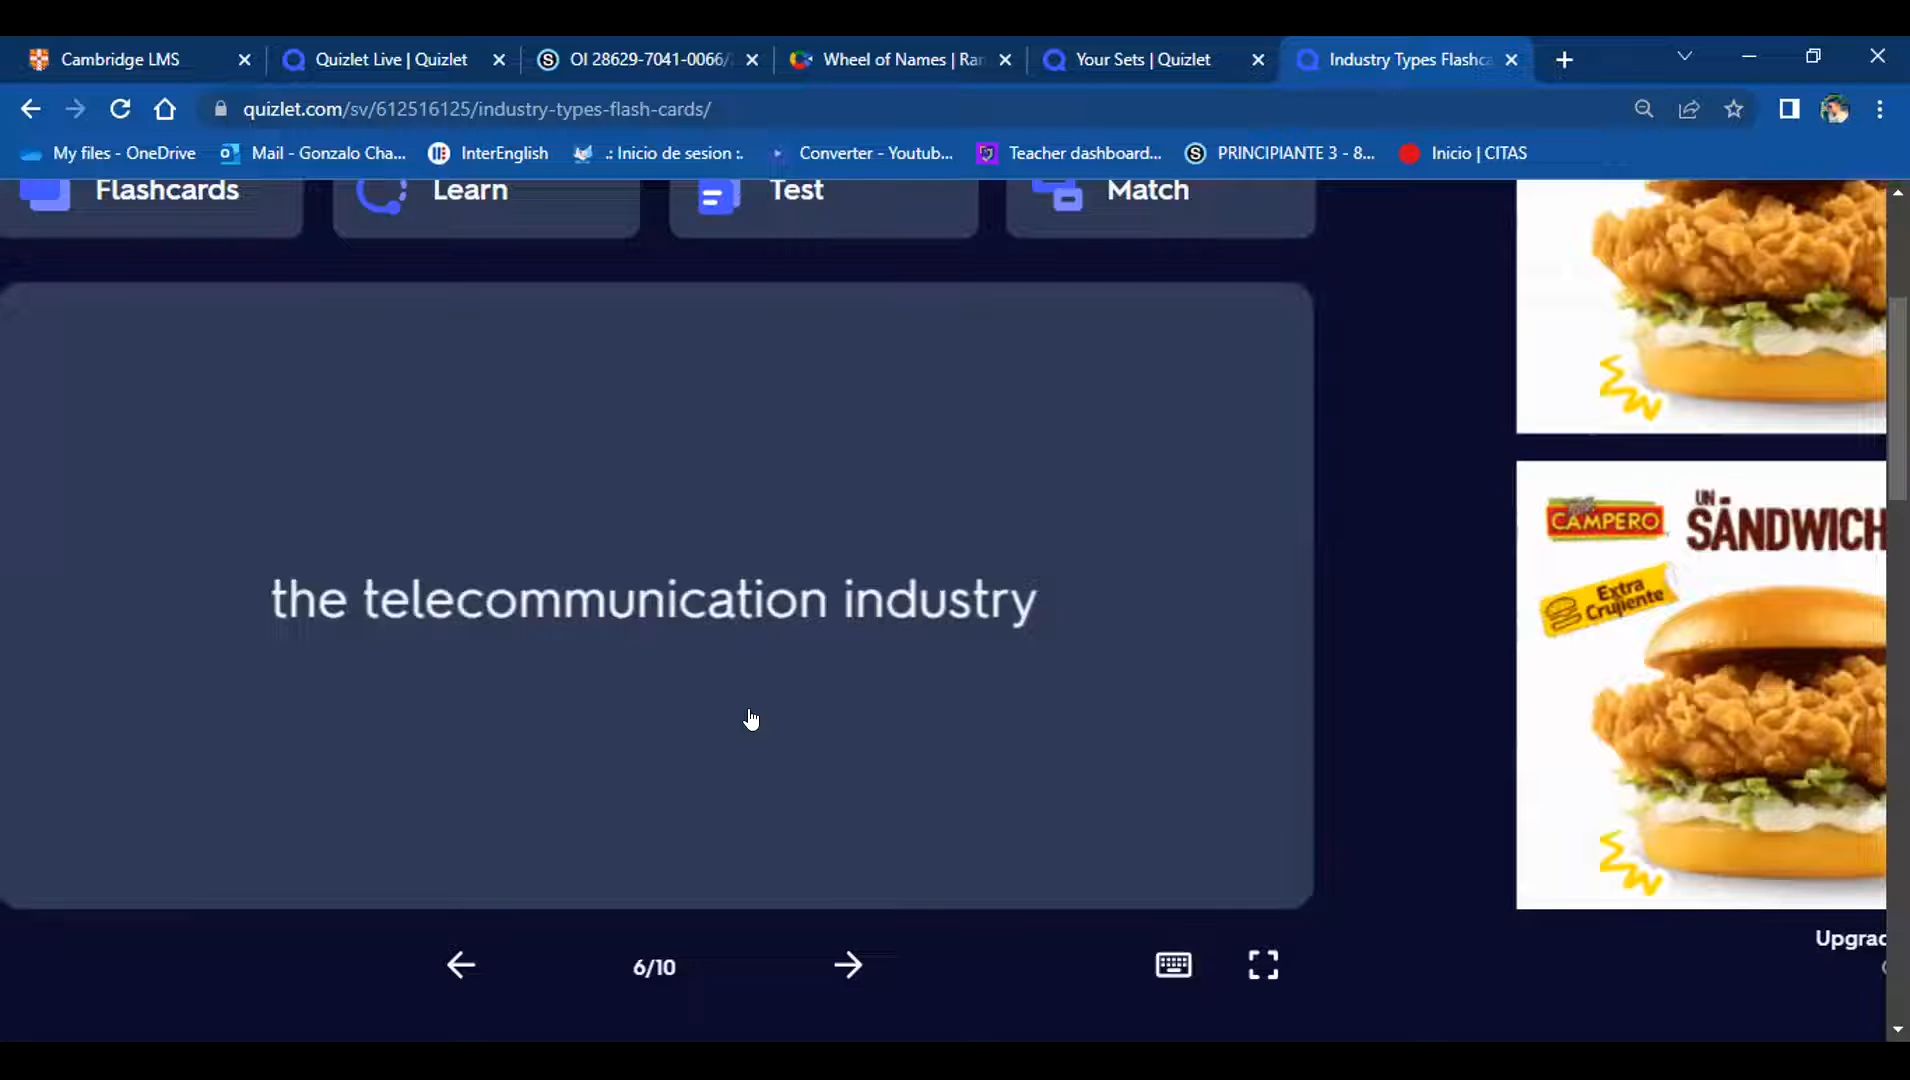 Cambridge LMS
Quizlet Live | Quizlet
OI 28629-7041-0066/
Wheel of Names | Ran
Your Sets | Quizlet
Industry Types Flashca
quizlet.com/sv/612516125/industry-types-flash-cards/
My files - OneDrive
Mail - Gonzalo Cha...
InterEnglish
.: Inicio de sesion :.
Converter - Youtub...
Teacher dashboard...
PRINCIPIANTE 3 - 8...
Inicio | CITAS
Flashcards
Learn
Test
Match
the telecommunication industry
CAMPERO
UN
SÁNDWICH
Extra
Crujiente
6/10
Upgrad